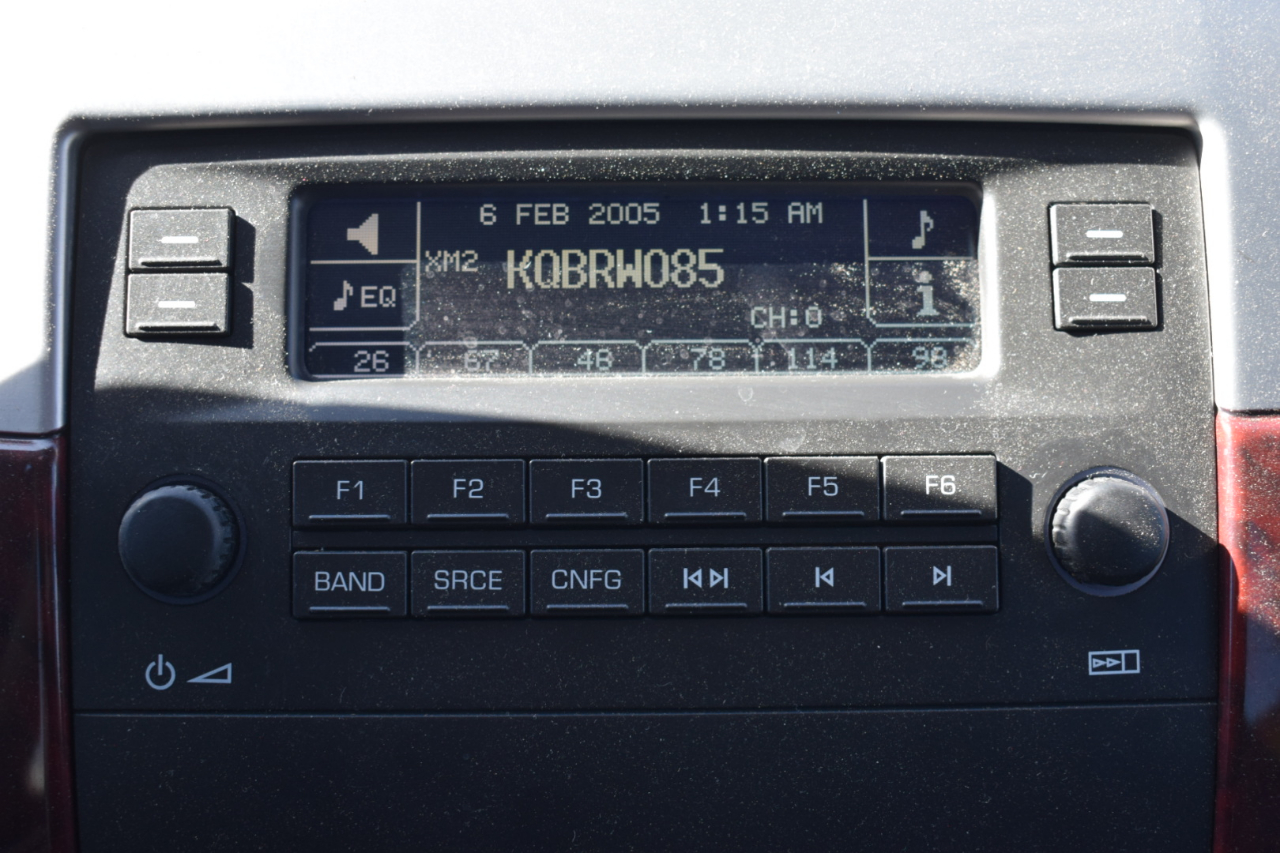 6 FEB 2005 1:15 AM
XM2 KQBRW085
EQ
i
CH:0
26 67 48 78 114 98
F1 F2 F3 F4 F5 F6
BAND SRCE CNFG